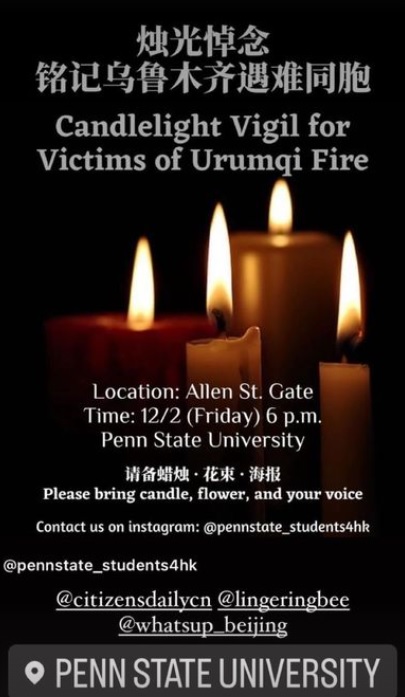 烛光悼念
铭记乌鲁木齐遇难同胞
Candlelight Vigil for
Victims of Urumqi Fire
Location: Allen St. Gate
Time: 12/2 (Friday) 6 p.m.
Penn State University
请备蜡烛 · 花束 · 海报
Please bring candle, flower, and your voice
Contact us on instagram: @pennstate_students4hk
@pennstate_students4hk
@citizensdailycn @lingeringbee
@whatsup_beijing
PENN STATE UNIVERSITY